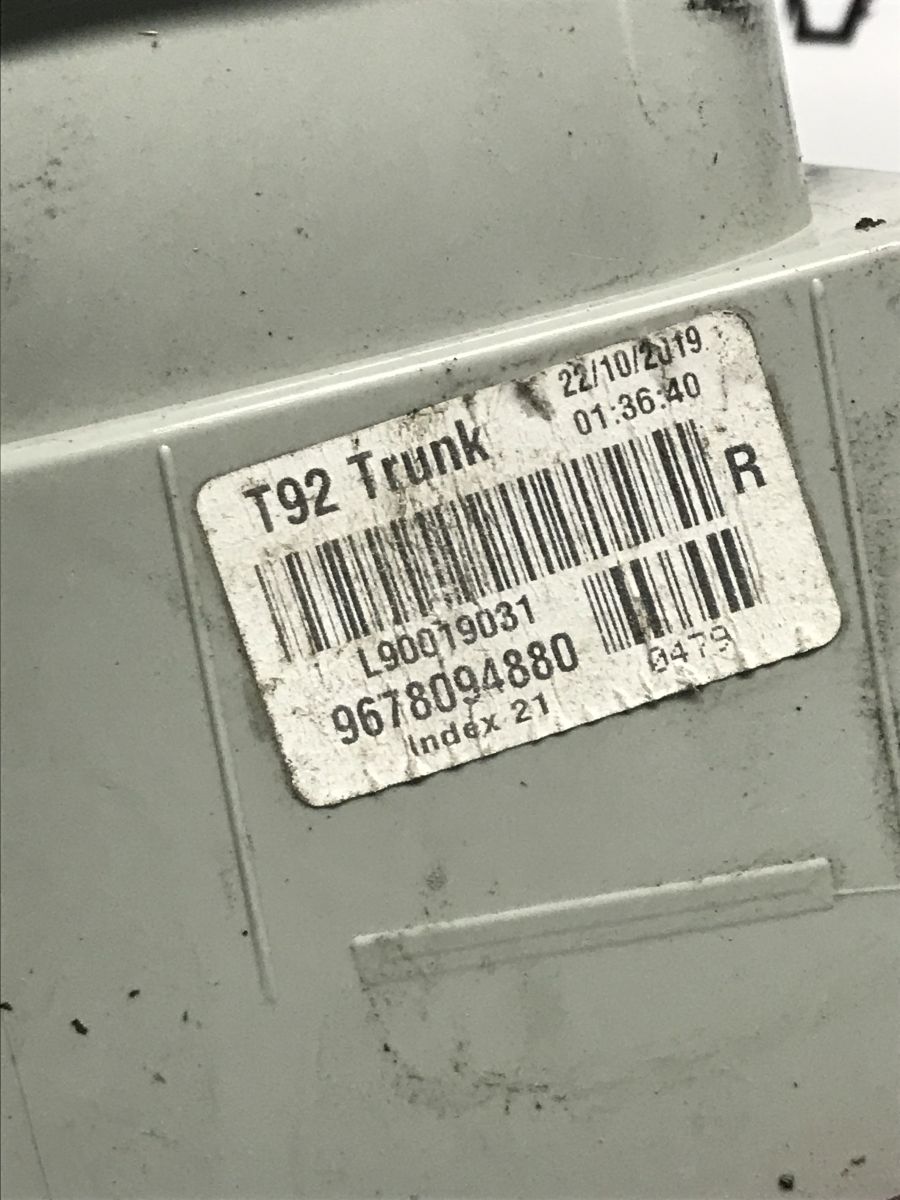 22/10/2019
01:36:40
T92 Trunk
R
L90019031
9678094880
0479
Index 21